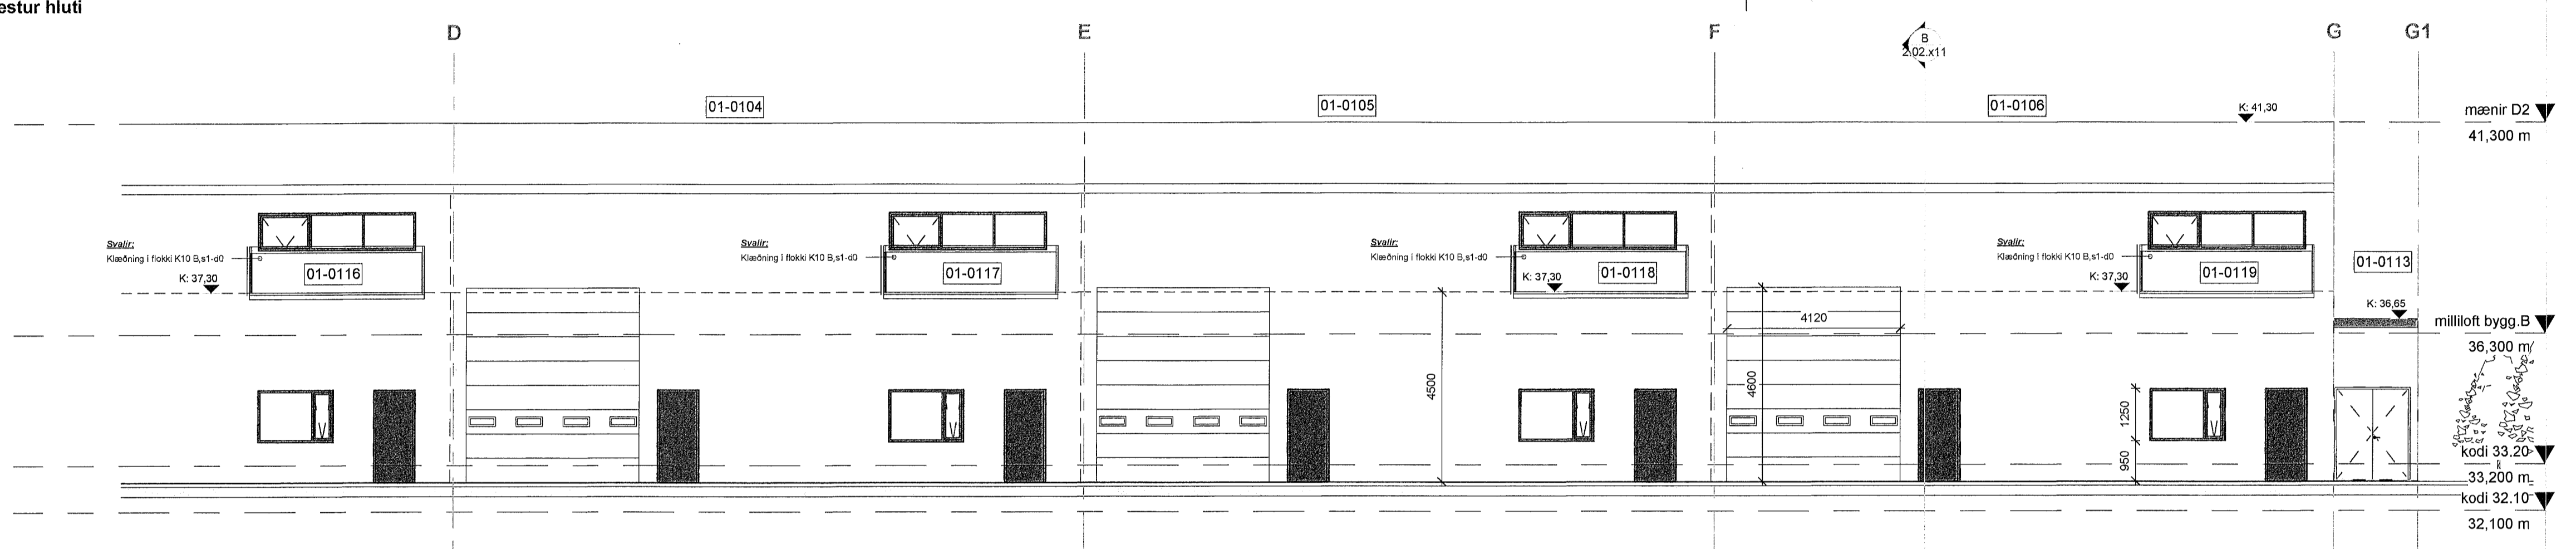 estur hluti
D
E
F
B
2.02.x11
G
G1
01-0104
01-0105
01-0106
K: 41,30
mænir D2
41,300 m
Svalir:
Klæðning í flokki K10 B,s1-d0
K: 37,30
01-0116
Svalir:
Klæðning í flokki K10 B,s1-d0
01-0117
Svalir:
Klæðning í flokki K10 B,s1-d0
K: 37,30
01-0118
Svalir:
Klæðning í flokki K10 B,s1-d0
K: 37,30
01-0119
01-0113
K: 36,65
4120
milliloft bygg.B
36,300 m
4500
4600
1250
950
kodi 33.20
33,200 m
kodi 32.10
32,100 m